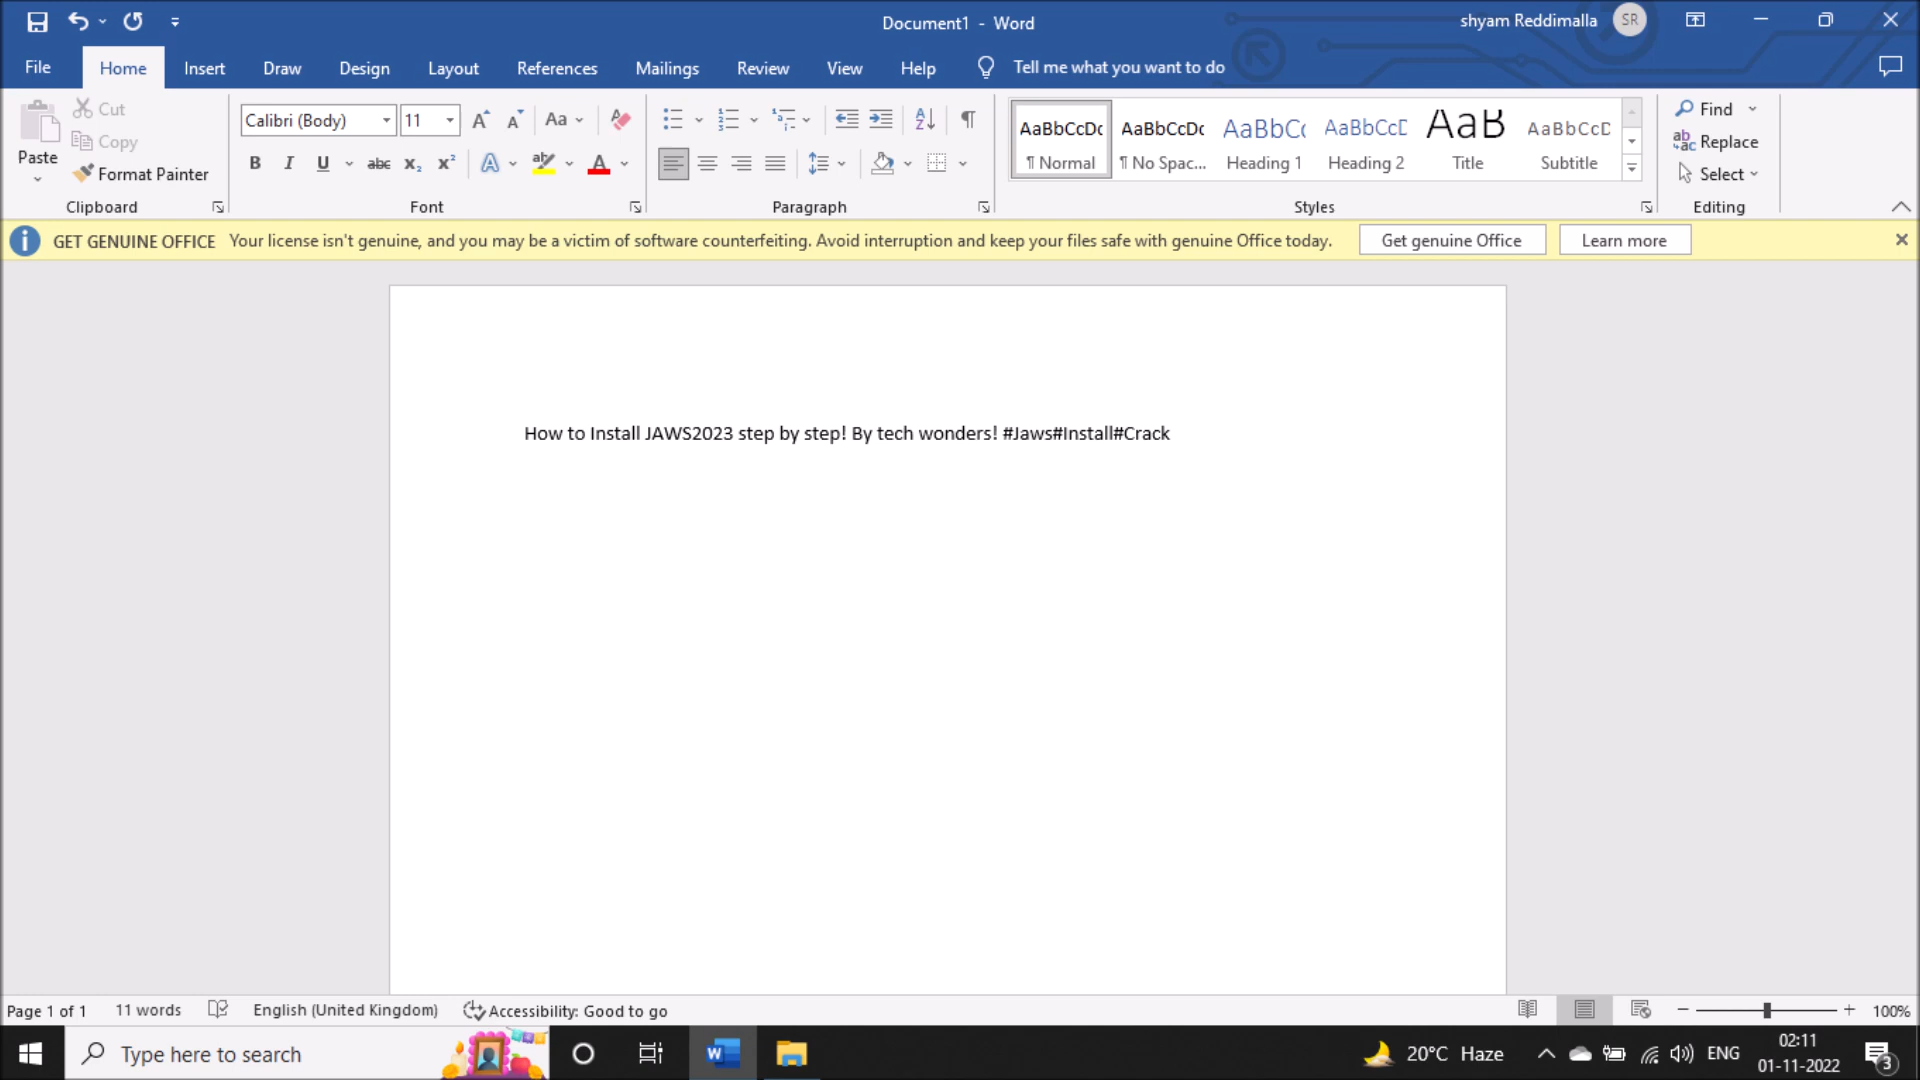 Document1 - Word
shyam Reddimalla SR
File Home Insert Draw Design Layout References Mailings Review View Help Tell me what you want to do
Paste
Cut
Copy
Format Painter
Clipboard
Calibri (Body) 11
Font
Paragraph
AaBbCcDc AaBbCcDc AaBbC( AaBbCcD AaB AaBbCcD
¶ Normal ¶ No Spac... Heading 1 Heading 2 Title Subtitle
Styles
Find
Replace
Select
Editing
GET GENUINE OFFICE Your license isn't genuine, and you may be a victim of software counterfeiting. Avoid interruption and keep your files safe with genuine Office today. Get genuine Office Learn more
How to Install JAWS2023 step by step! By tech wonders! #Jaws#Install#Crack
Page 1 of 1 11 words English (United Kingdom) Accessibility: Good to go 100%
Type here to search
20°C Haze ENG
02:11
01-11-2022
3